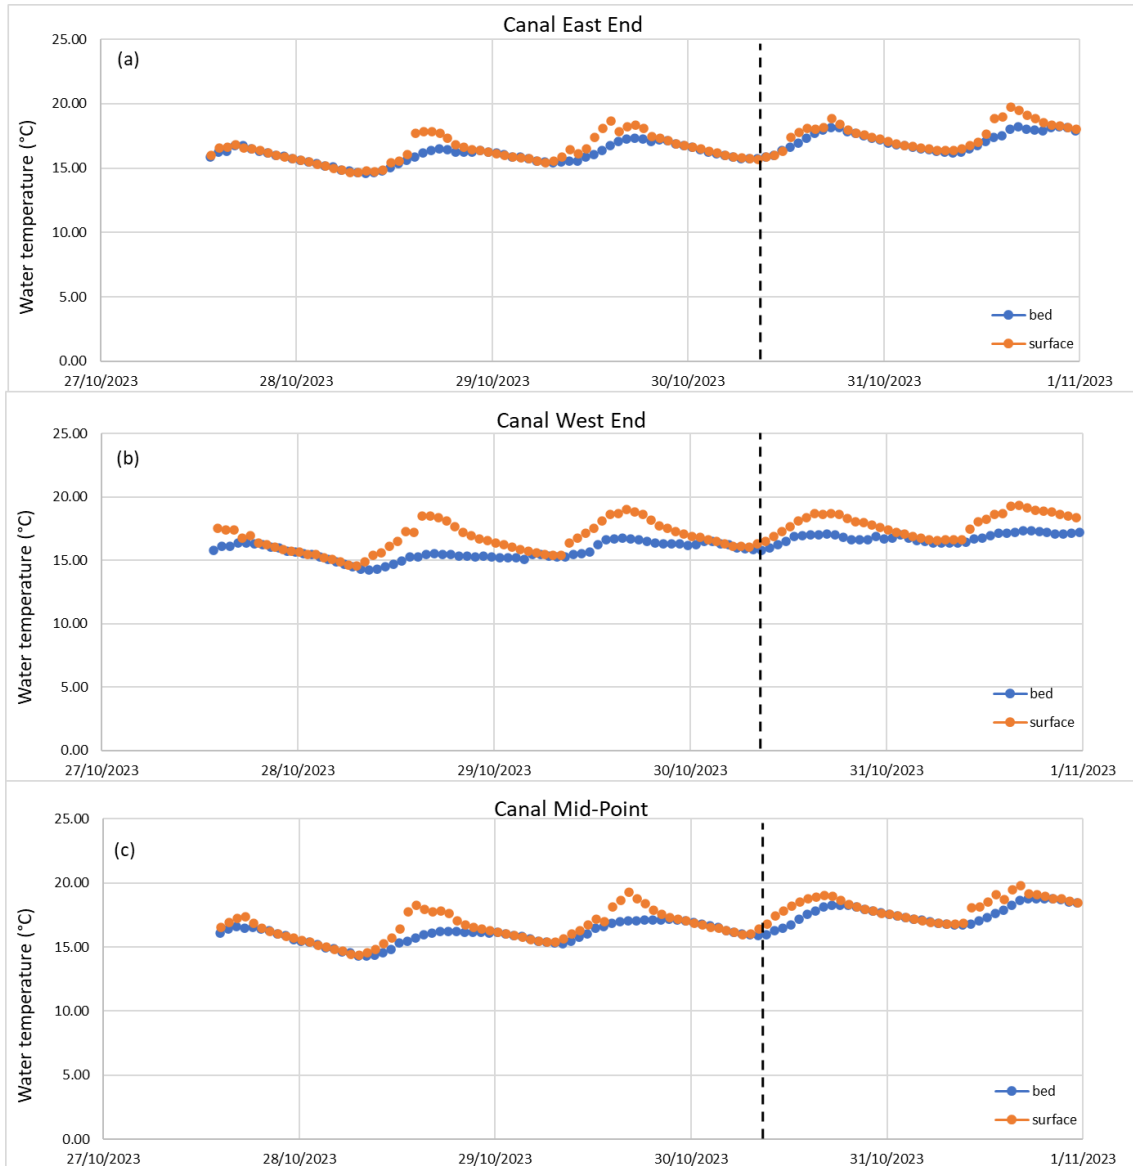 Canal East End
(a)
25.00
20.00
15.00
10.00
5.00
0.00
Water temperature (°C)
bed
surface
27/10/2023 28/10/2023 29/10/2023 30/10/2023 31/10/2023 1/11/2023
Canal West End
(b)
25.00
20.00
15.00
10.00
5.00
0.00
Water temperature (°C)
bed
surface
27/10/2023 28/10/2023 29/10/2023 30/10/2023 31/10/2023 1/11/2023
Canal Mid-Point
(c)
25.00
20.00
15.00
10.00
5.00
0.00
Water temperature (°C)
bed
surface
27/10/2023 28/10/2023 29/10/2023 30/10/2023 31/10/2023 1/11/2023